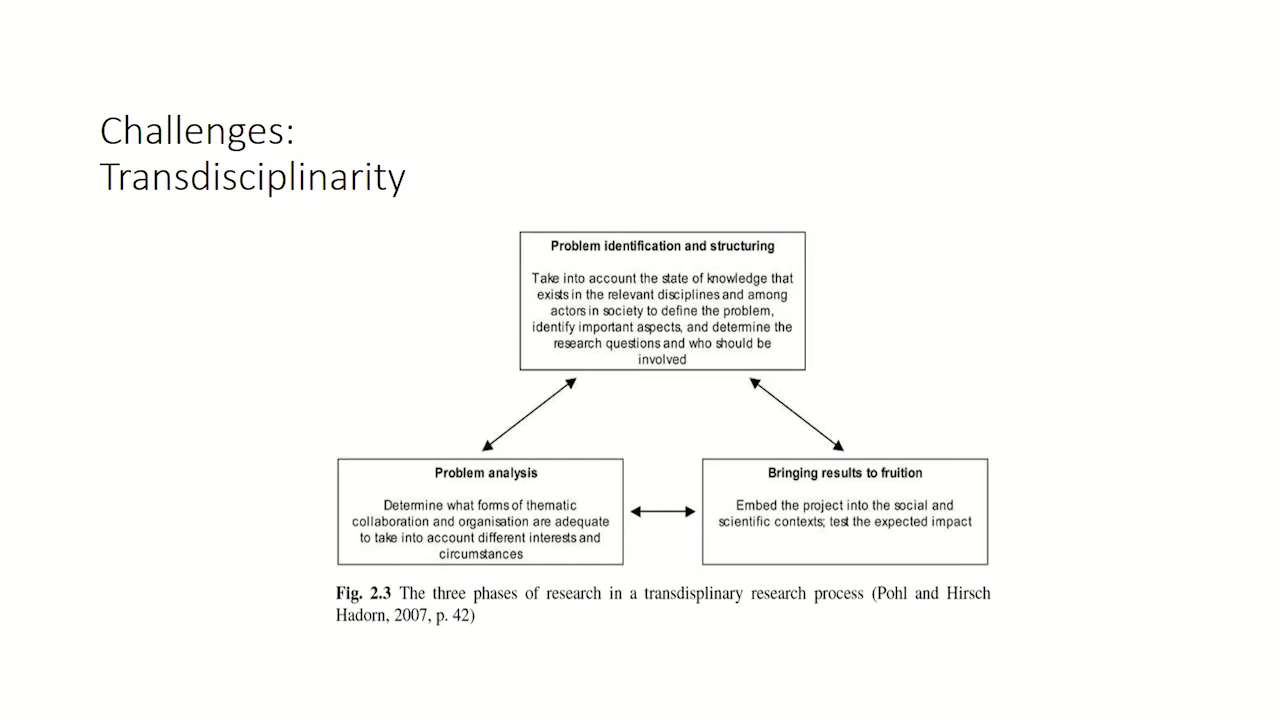 Challenges:
Transdisciplinarity
Problem identification and structuring
Take into account the state of knowledge that
exists in the relevant disciplines and among
actors in society to define the problem,
identify important aspects, and determine the
research questions and who should be
involved
Problem analysis
Determine what forms of thematic
collaboration and organisation are adequate
to take into account different interests and
circumstances
Bringing results to fruition
Embed the project into the social and
scientific contexts; test the expected impact
Fig. 2.3 The three phases of research in a transdisplinary research process (Pohl and Hirsch
Hadorn, 2007, p. 42)